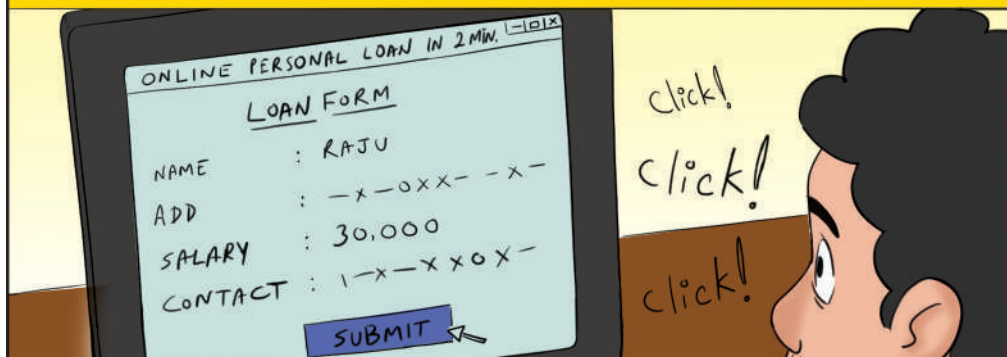 ONLINE PERSONAL LOAN IN 2 MIN.
LOAN FORM
NAME : RAJU
ADD : -x-oxx- -x-
SALARY : 30,000
CONTACT : 1-x-xxox-
SUBMIT
click!
click!
click!